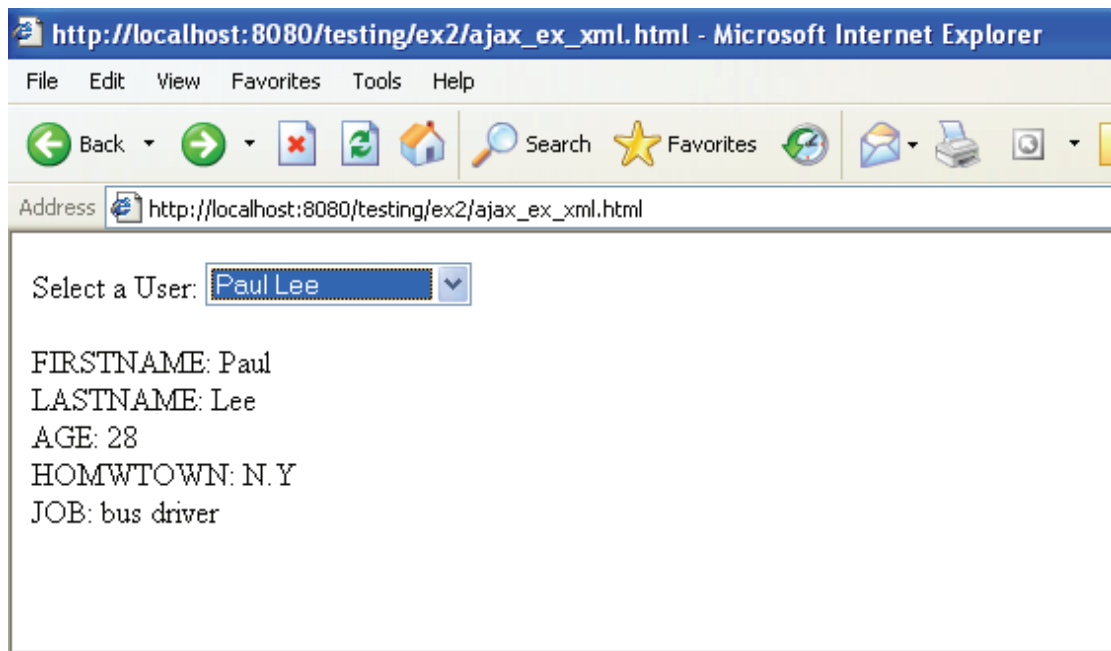 http://localhost:8080/testing/ex2/ajax_ex_xml.html - Microsoft Internet Explorer
File Edit View Favorites Tools Help
Back Search Favorites
Address http://localhost:8080/testing/ex2/ajax_ex_xml.html
Select a User: Paul Lee
FIRSTNAME: Paul
LASTNAME: Lee
AGE: 28
HOMWTOWN: N.Y
JOB: bus driver